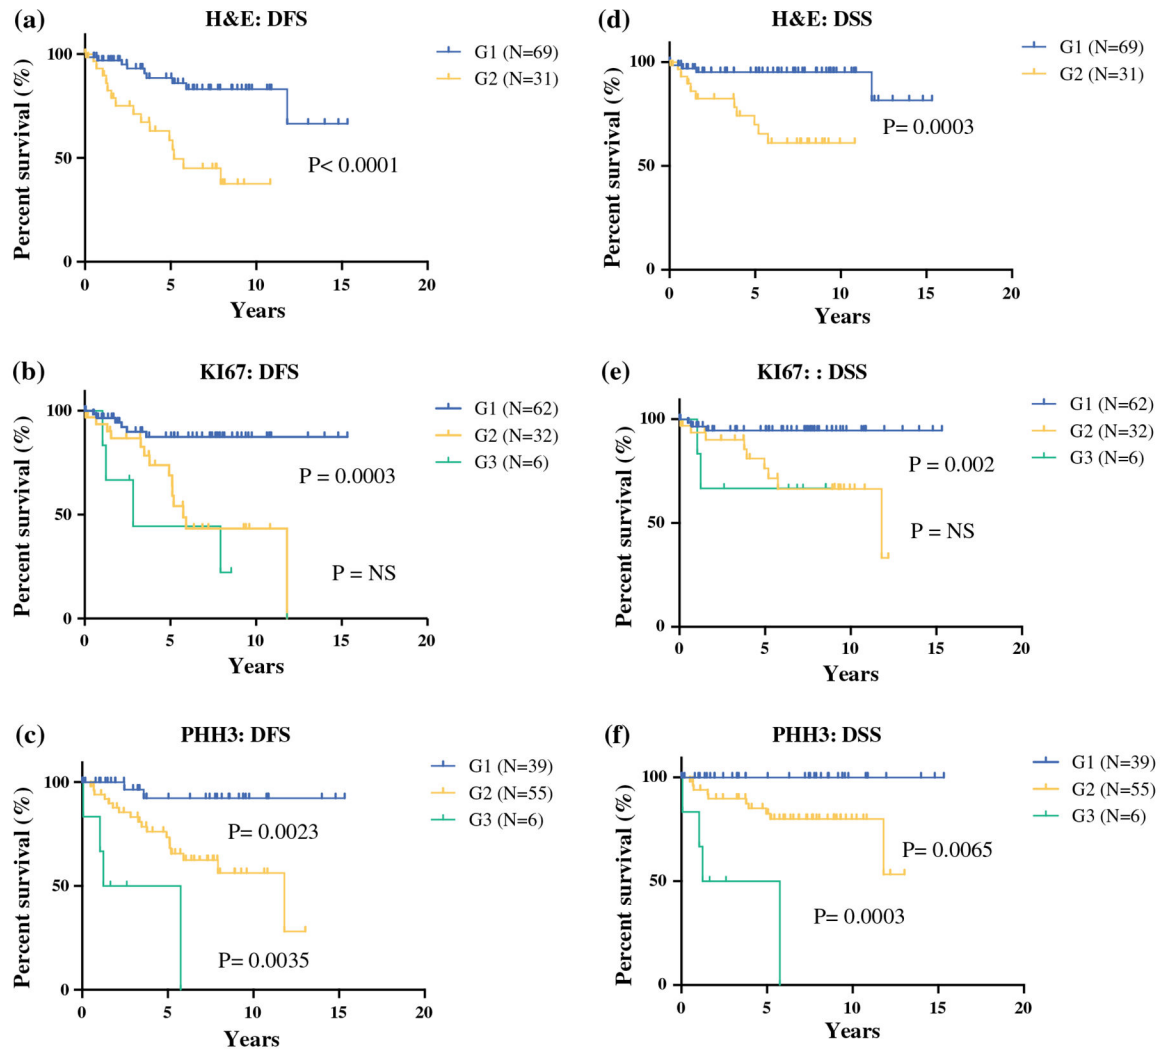 (a)
H&E: DFS
G1 (N=69)
G2 (N=31)
Percent survival (%)
100
50
0
P< 0.0001
0 5 10 15 20
Years
(d)
H&E: DSS
G1 (N=69)
G2 (N=31)
Percent survival (%)
100
50
0
P= 0.0003
0 5 10 15 20
Years
(b)
KI67: DFS
G1 (N=62)
G2 (N=32)
G3 (N=6)
Percent survival (%)
100
50
0
P = 0.0003
P = NS
0 5 10 15 20
Years
(e)
KI67: : DSS
G1 (N=62)
G2 (N=32)
G3 (N=6)
Percent survival (%)
100
50
0
P = 0.002
P = NS
0 5 10 15 20
Years
(c)
PHH3: DFS
G1 (N=39)
G2 (N=55)
G3 (N=6)
Percent survival (%)
100
50
0
P= 0.0023
P= 0.0035
0 5 10 15 20
Years
(f)
PHH3: DSS
G1 (N=39)
G2 (N=55)
G3 (N=6)
Percent survival (%)
100
50
0
P= 0.0065
P= 0.0003
0 5 10 15 20
Years